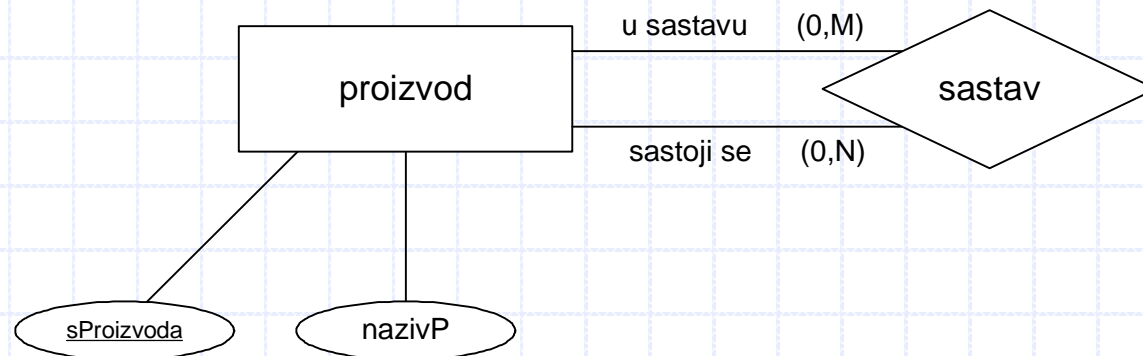 u sastavu (0,M)
proizvod
sastav
sastoji se (0,N)
sProizvoda
nazivP